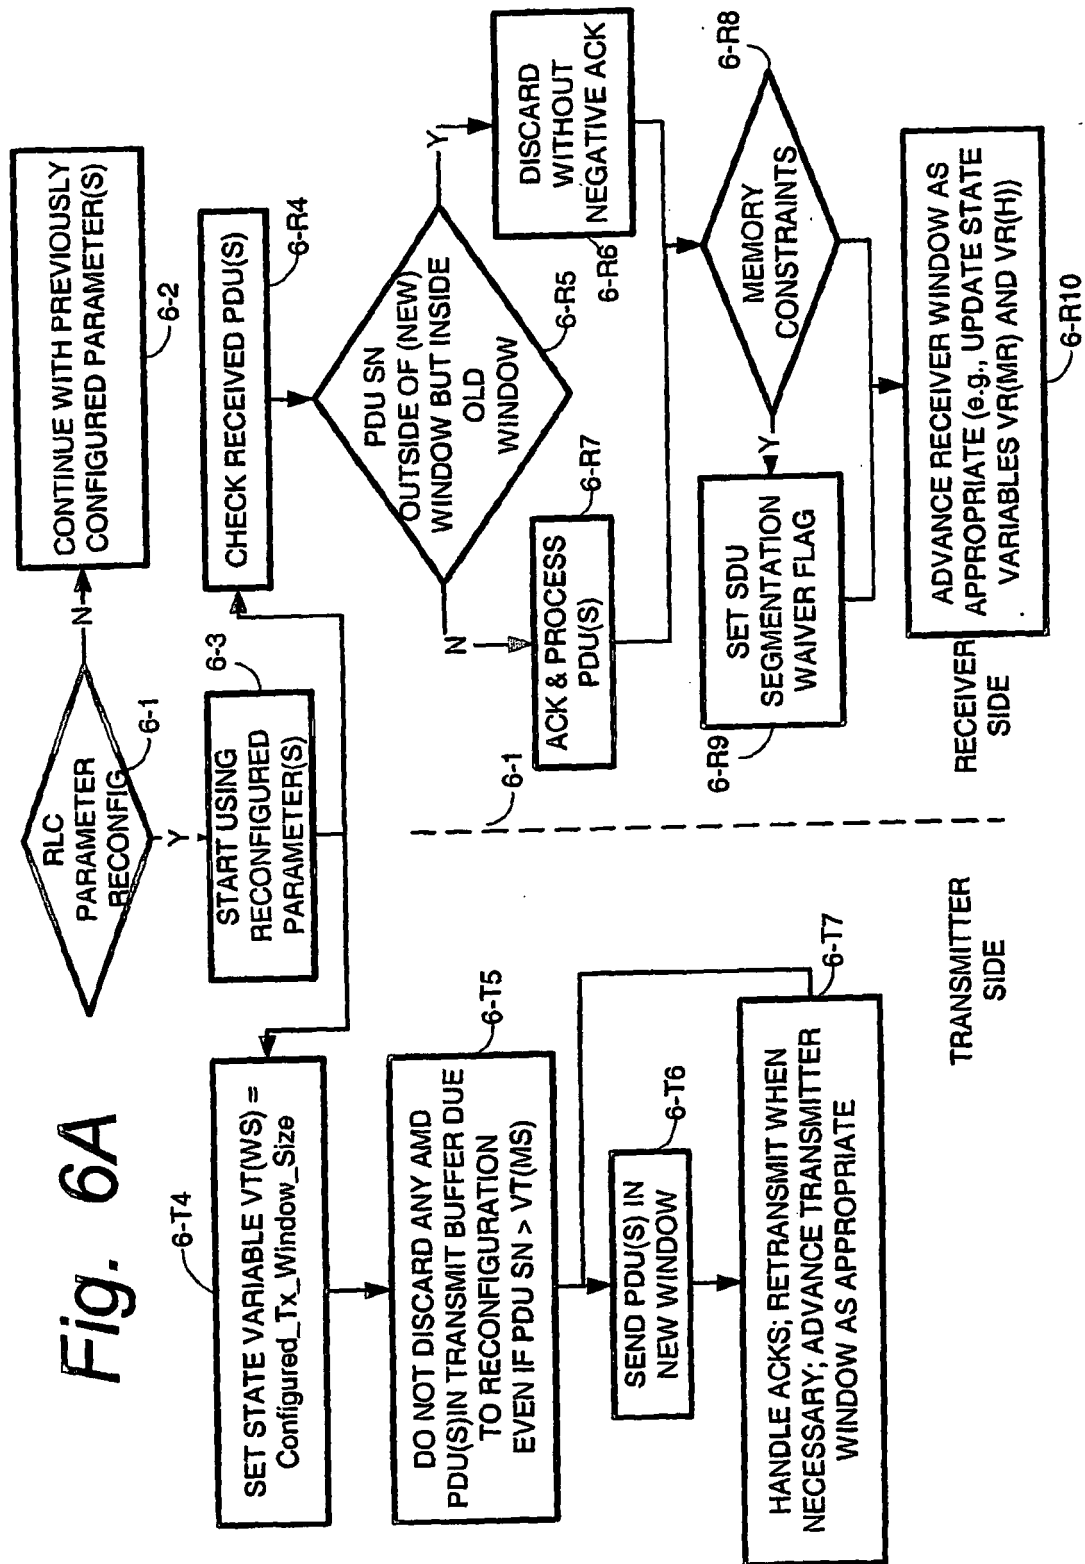 Fig. 6A
RLC
PARAMETER
RECONFIG
6-1
N
CONTINUE WITH PREVIOUSLY
CONFIGURED PARAMETER(S)
6-2
Y
START USING
RECONFIGURED
PARAMETER(S)
6-3
6-T4
SET STATE VARIABLE VT(WS) =
Configured_Tx_Window_Size
DO NOT DISCARD ANY AMD
PDU(S)IN TRANSMIT BUFFER DUE
TO RECONFIGURATION
EVEN IF PDU SN > VT(MS)
6-T5
SEND PDU(S) IN
NEW WINDOW
6-T6
HANDLE ACKS; RETRANSMIT WHEN
NECESSARY; ADVANCE TRANSMITTER
WINDOW AS APPROPRIATE
6-T7
TRANSMITTER
SIDE
6-1
CHECK RECEIVED PDU(S)
6-R4
PDU SN
OUTSIDE OF (NEW)
WINDOW BUT INSIDE
OLD
WINDOW
6-R5
Y
DISCARD
WITHOUT
NEGATIVE ACK
6-R6
N
ACK & PROCESS
PDU(S)
6-R7
MEMORY
CONSTRAINTS
6-R8
Y
SET SDU
SEGMENTATION
WAIVER FLAG
6-R9
ADVANCE RECEIVER WINDOW AS
APPROPRIATE (e.g., UPDATE STATE
VARIABLES VR(MR) AND VR(H))
6-R10
RECEIVER
SIDE